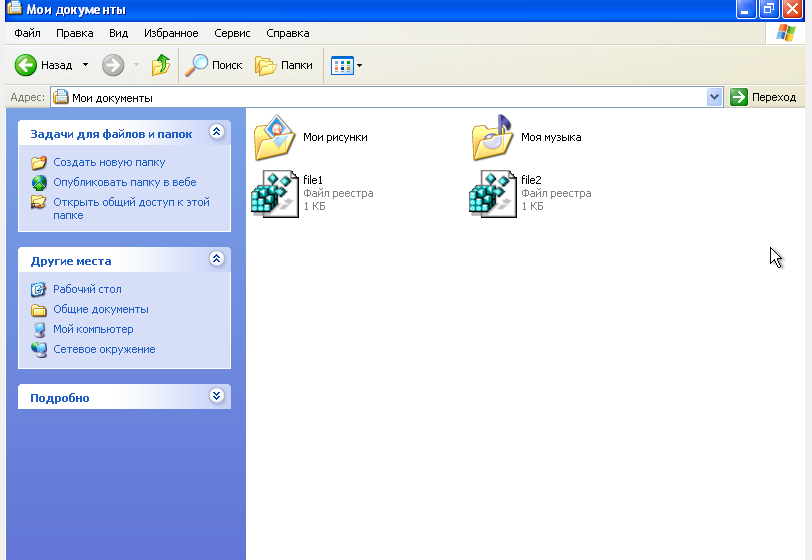 Мои документы
Файл Правка Вид Избранное Сервис Справка
Назад Поиск Папки
Адрес: Мои документы Переход
Задачи для файлов и папок
Создать новую папку
Опубликовать папку в вебе
Открыть общий доступ к этой
папке
Другие места
Рабочий стол
Общие документы
Мой компьютер
Сетевое окружение
Подробно
Мои рисунки
Моя музыка
file1
Файл реестра
1 КБ
file2
Файл реестра
1 КБ